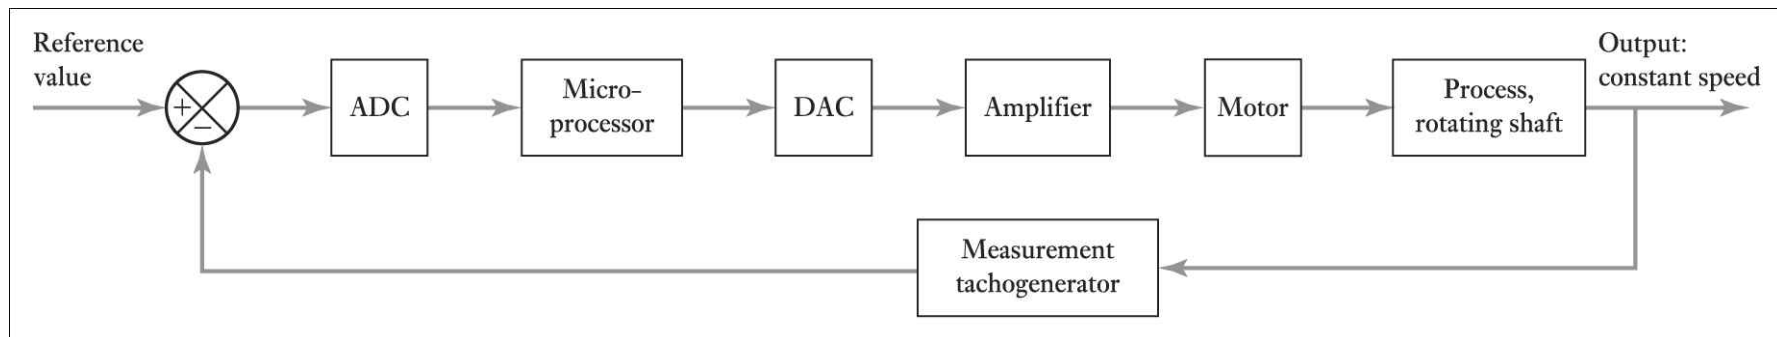 Reference
value
+
−
ADC
Micro-
processor
DAC
Amplifier
Motor
Process,
rotating shaft
Output:
constant speed
Measurement
tachogenerator